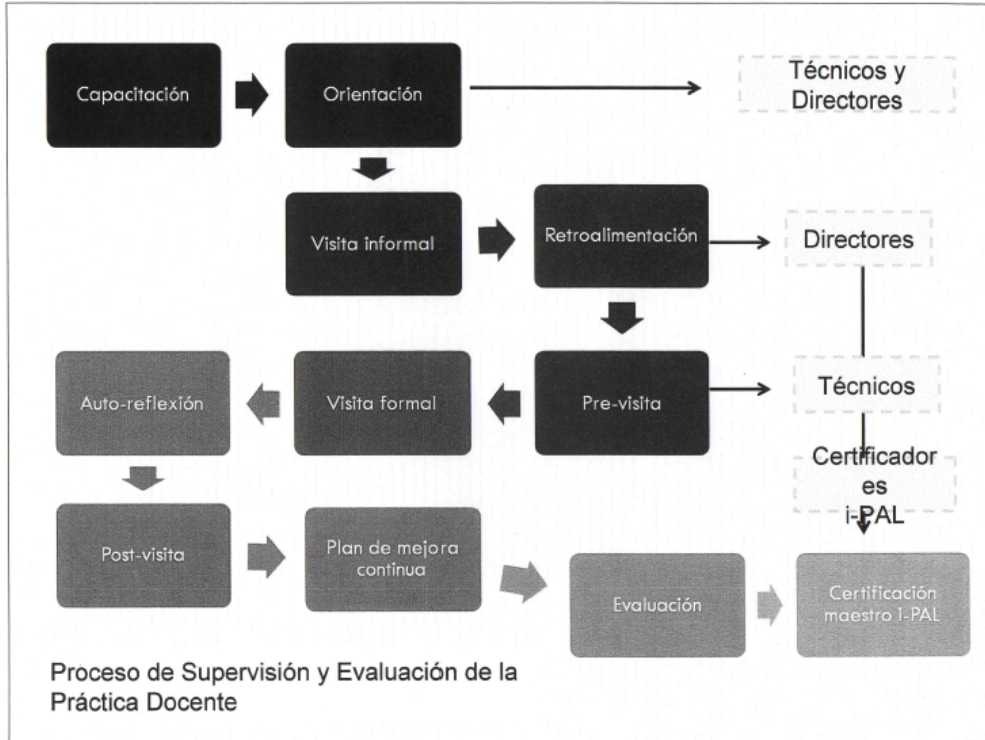 Capacitación
Orientación
Técnicos y
Directores
Visita informal
Retroalimentación
Directores
Auto-reflexión
Visita formal
Pre-visita
Técnicos
Certificador
es
i-PAL
Post-visita
Plan de mejora
continua
Evaluación
Certificación
maestro i-PAL
Proceso de Supervisión y Evaluación de la
Práctica Docente